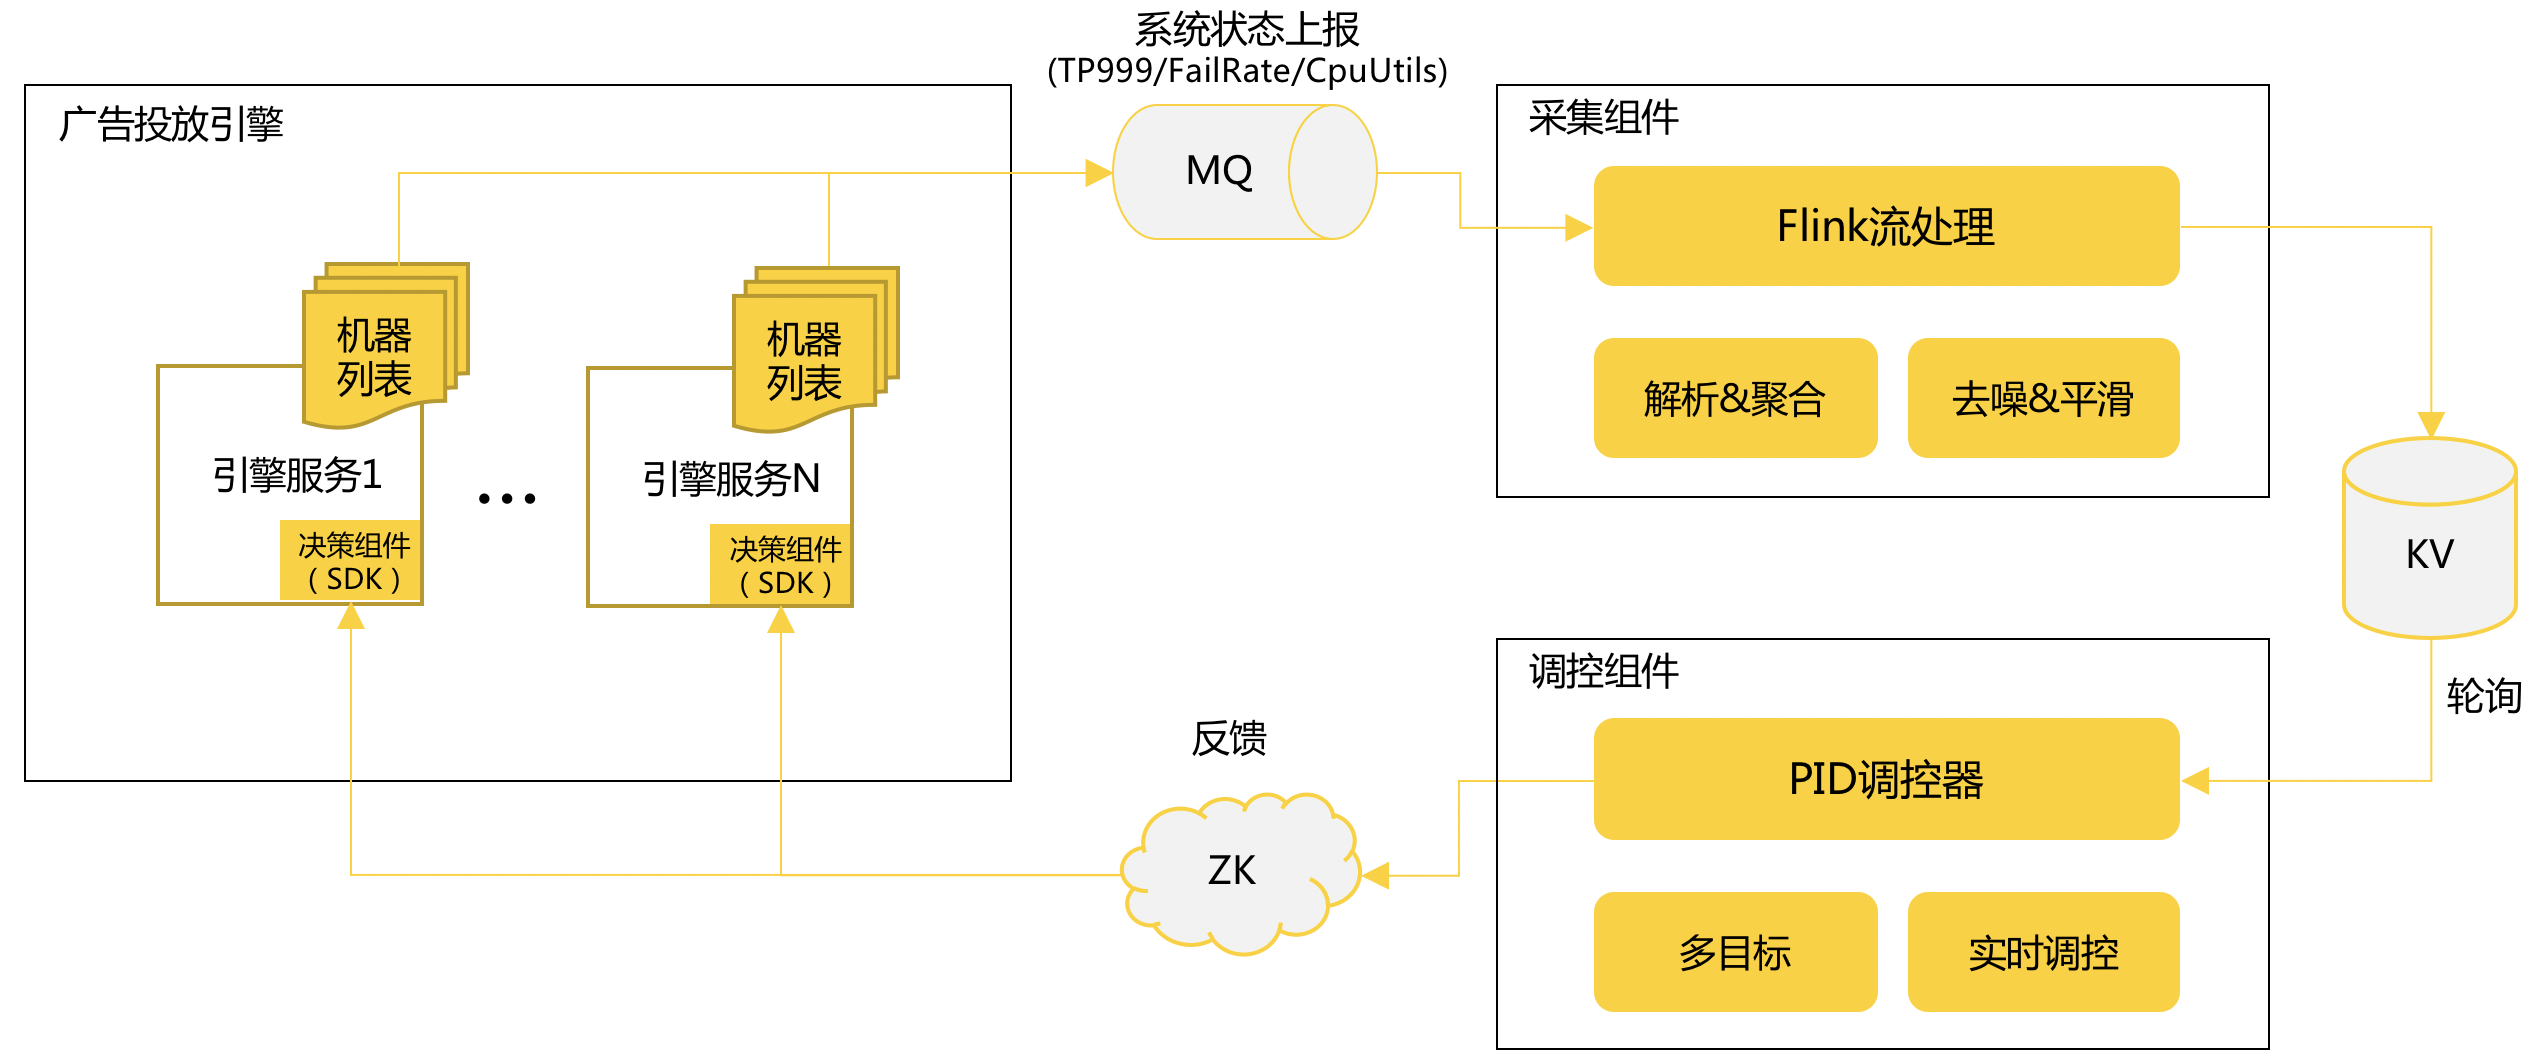 系统状态上报
(TP999/FailRate/CpuUtils)
广告投放引擎
机器
列表
引擎服务1
决策组件
（SDK）
...
机器
列表
引擎服务N
决策组件
（SDK）
MQ
采集组件
Flink流处理
解析&聚合
去噪&平滑
KV
轮询
调控组件
PID调控器
多目标
实时调控
反馈
ZK